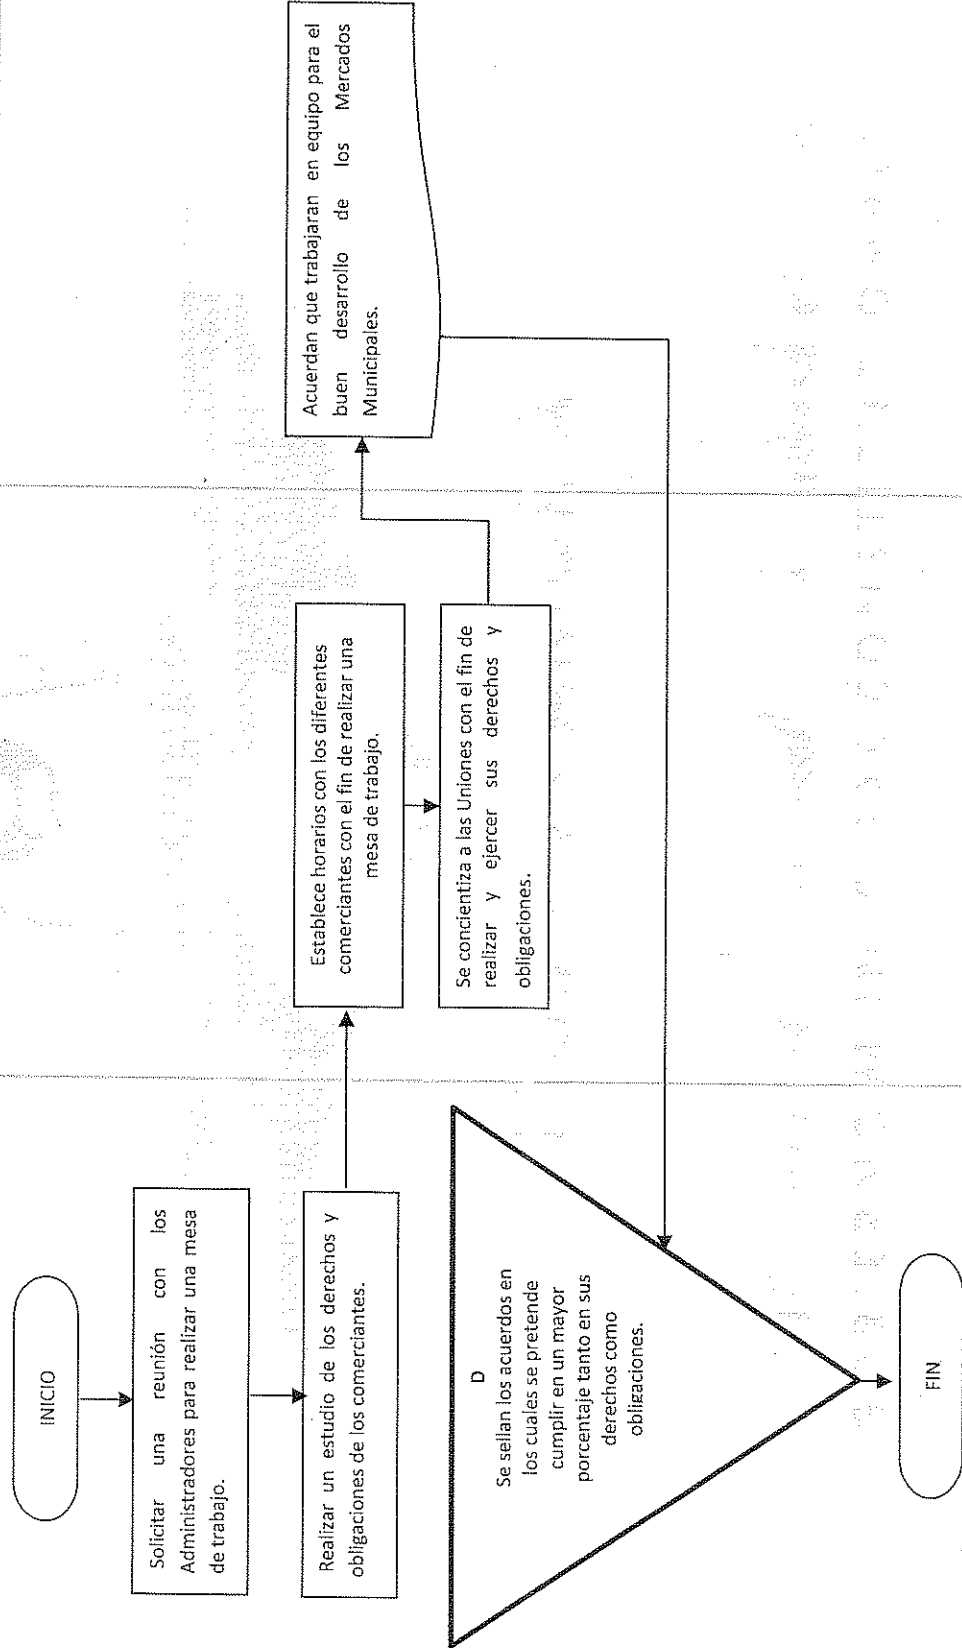 INICIO
Solicitar una reunión con los
Administradores para realizar una mesa
de trabajo.
Realizar un estudio de los derechos y
obligaciones de los comerciantes.
Establece horarios con los diferentes
comerciantes con el fin de realizar una
mesa de trabajo.
Se concientiza a las Uniones con el fin de
realizar y ejercer sus derechos y
obligaciones.
Acuerdan que trabajaran en equipo para el
buen desarrollo de los Mercados
Municipales.
D
Se sellan los acuerdos en
los cuales se pretende
cumplir en un mayor
porcentaje tanto en sus
derechos como
obligaciones.
FIN